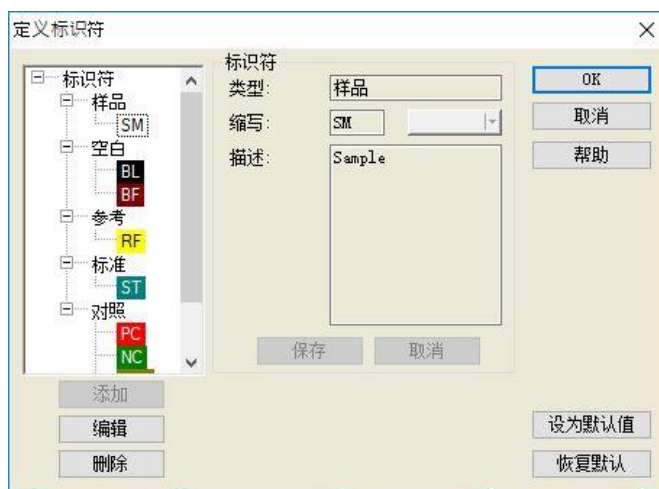 定义标识符
标识符
样品
SM
空白
BL
BF
参考
RF
标准
ST
对照
PC
NC
添加
编辑
删除
标识符
类型: 样品
缩写: SM
描述: Sample
保存 取消
OK
取消
帮助
设为默认值
恢复默认